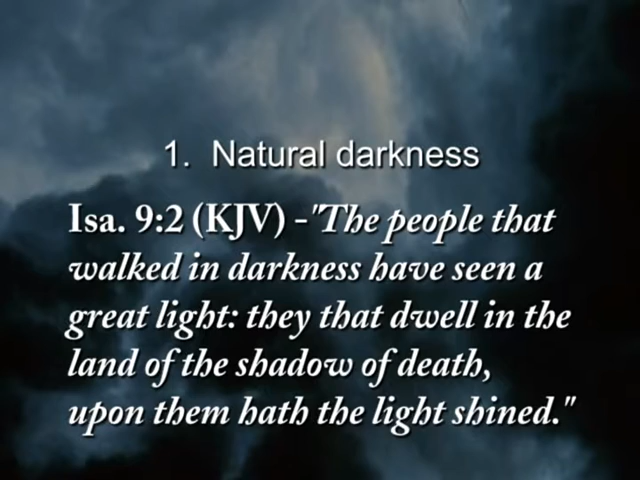 1. Natural darkness
Isa. 9:2 (KJV) -"The people that
walked in darkness have seen a
great light: they that dwell in the
land of the shadow of death,
upon them hath the light shined."